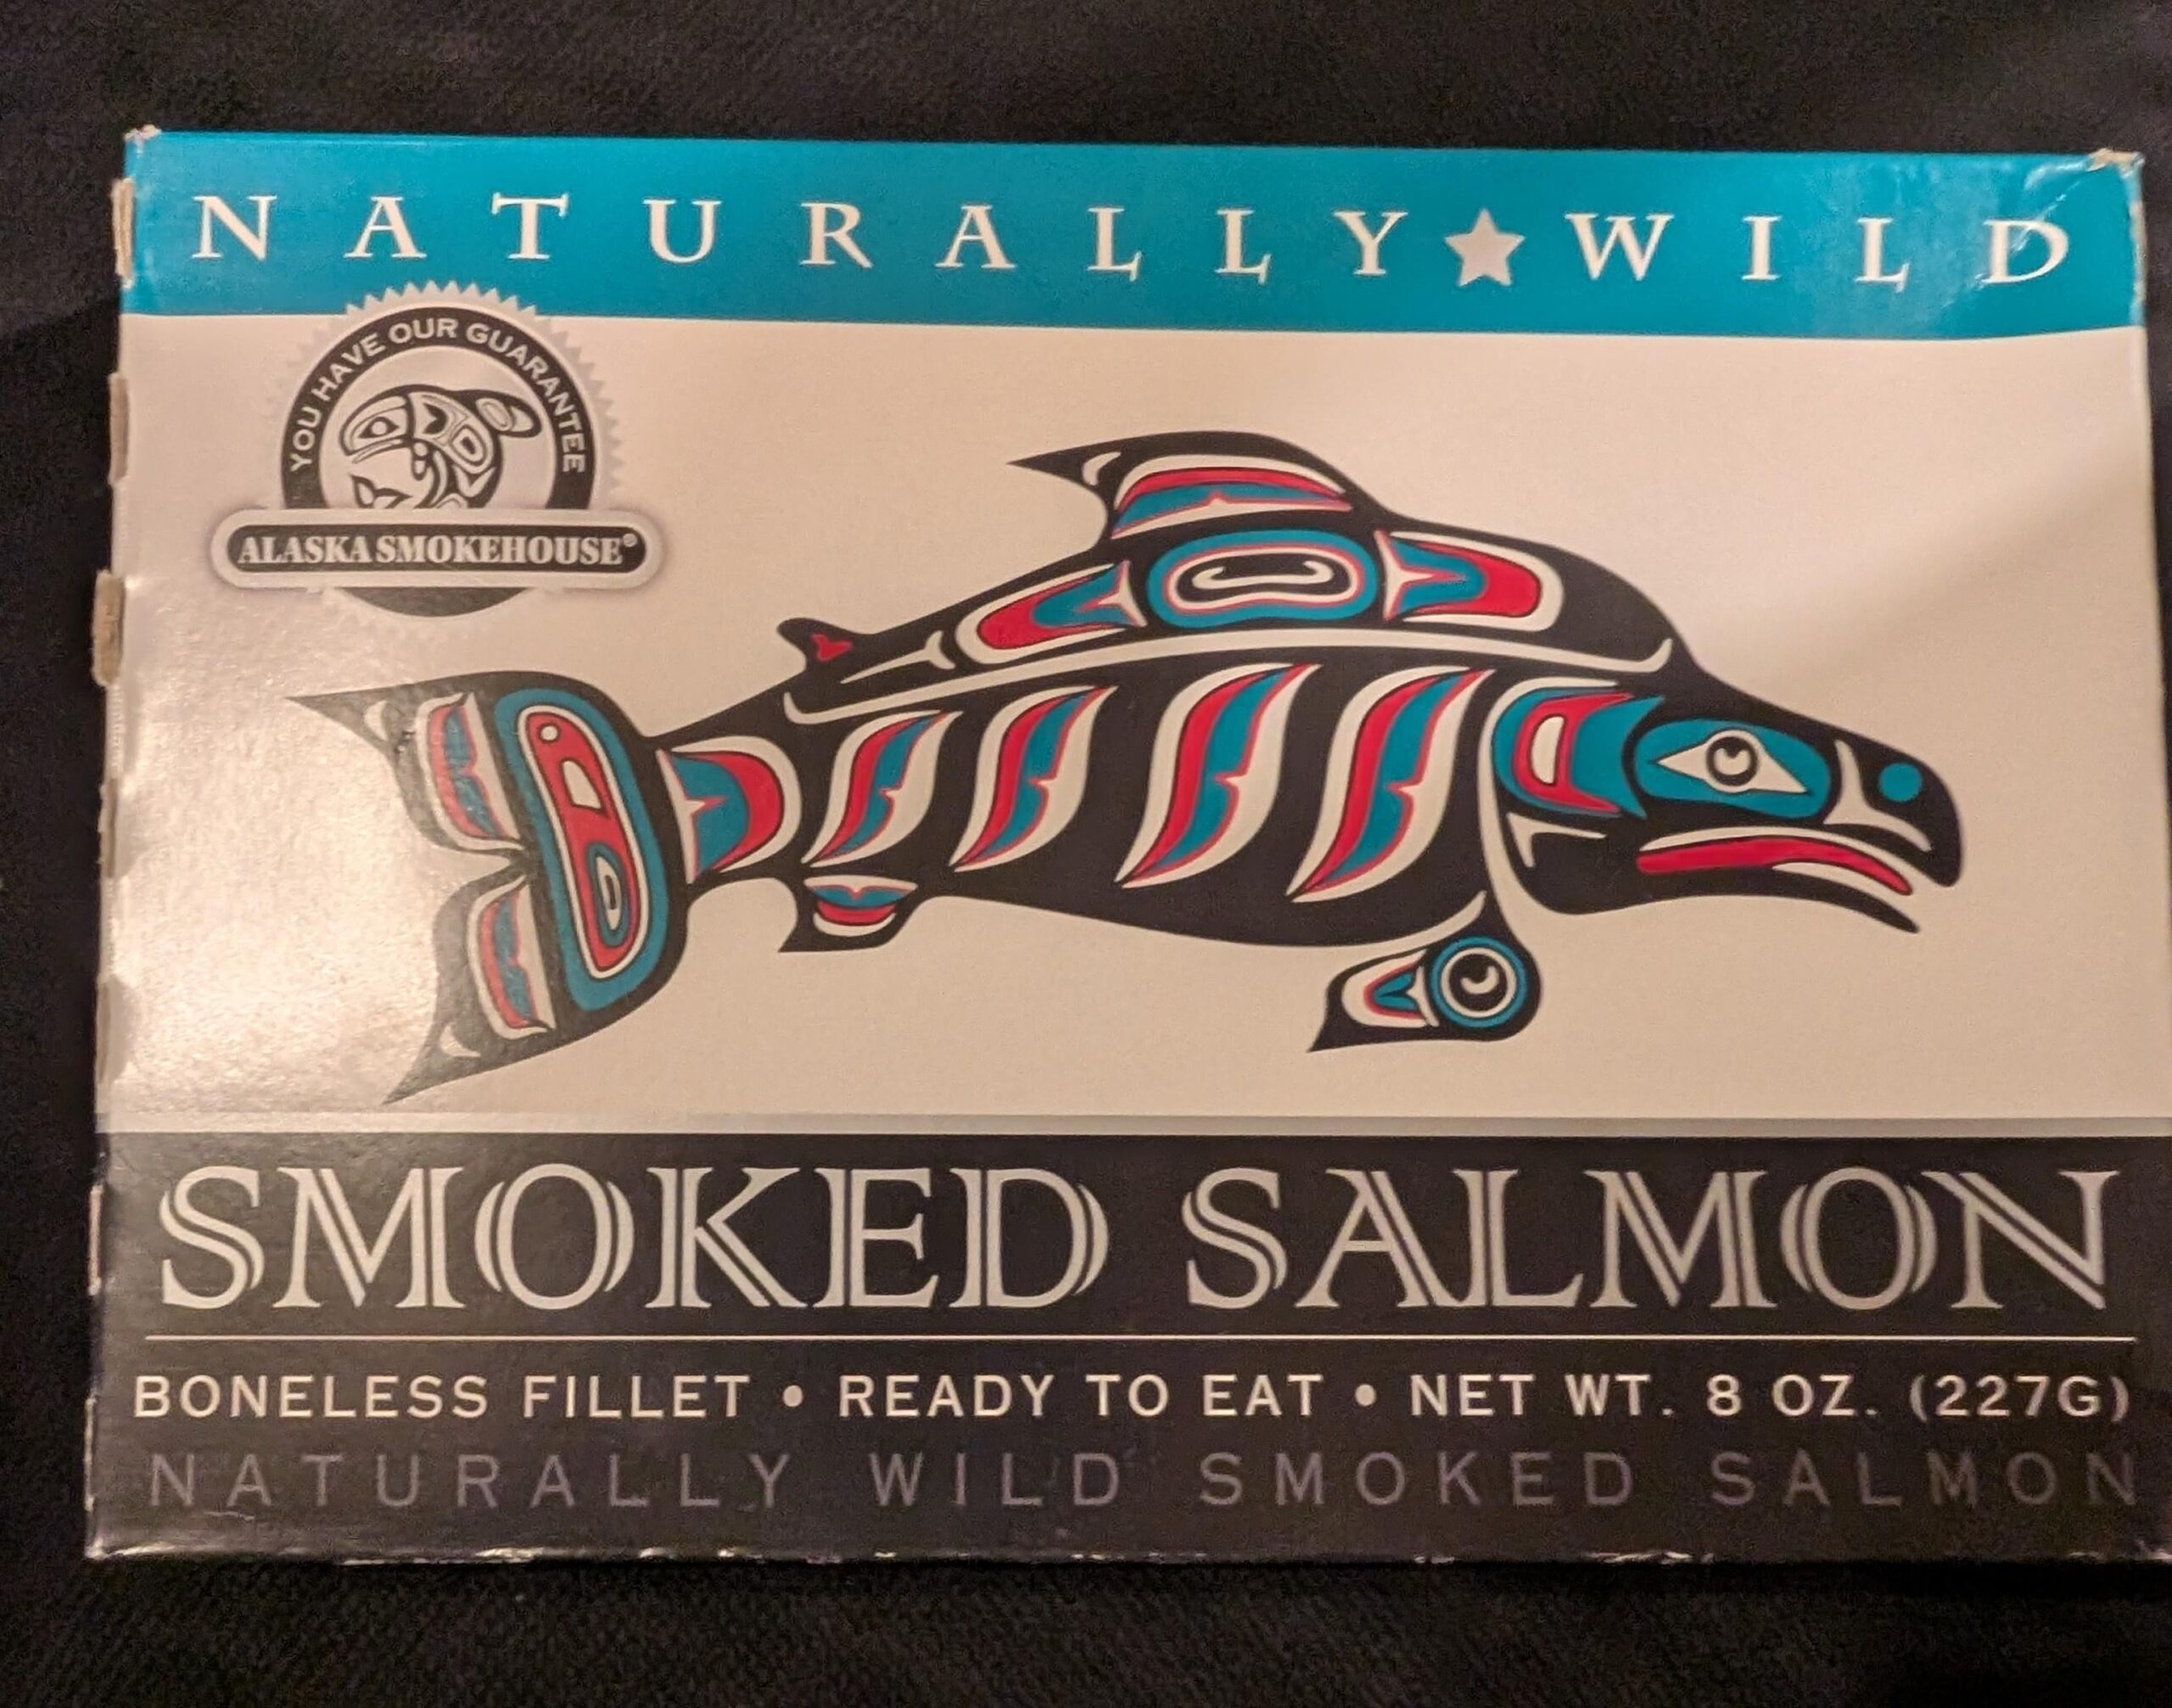 NATURALLY★WILD
YOU HAVE OUR GUARANTEE
ALASKA SMOKEHOUSE®
SMOKED SALMON
BONELESS FILLET • READY TO EAT • NET WT. 8 OZ. (227G)
NATURALLY WILD SMOKED SALMON